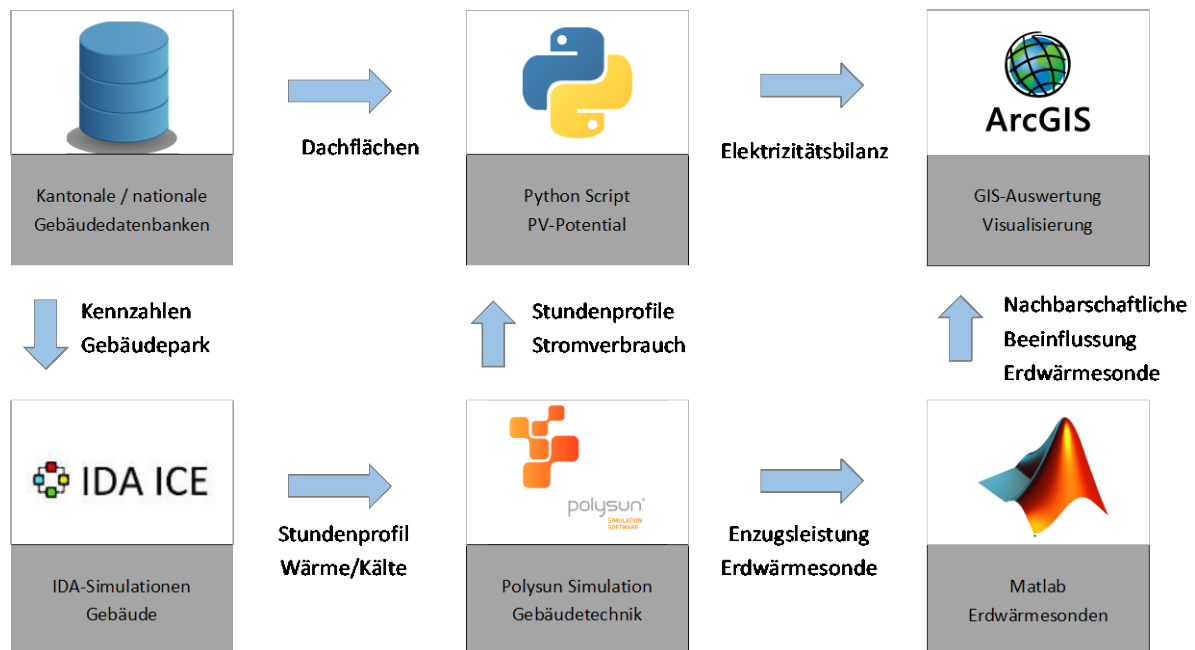 Dachflächen
Elektrizitätsbilanz
ArcGIS
Kantonale / nationale
Gebäudedatenbanken
Python Script
PV-Potential
GIS-Auswertung
Visualisierung
Kennzahlen
Gebäudepark
Stundenprofile
Stromverbrauch
Nachbarschaftliche
Beeinflussung
Erdwärmesonde
IDA ICE
polysun®
SIMULATION
SOFTWARE
Stundenprofil
Wärme/Kälte
Enzugsleistung
Erdwärmesonde
IDA-Simulationen
Gebäude
Polysun Simulation
Gebäudetechnik
Matlab
Erdwärmesonden